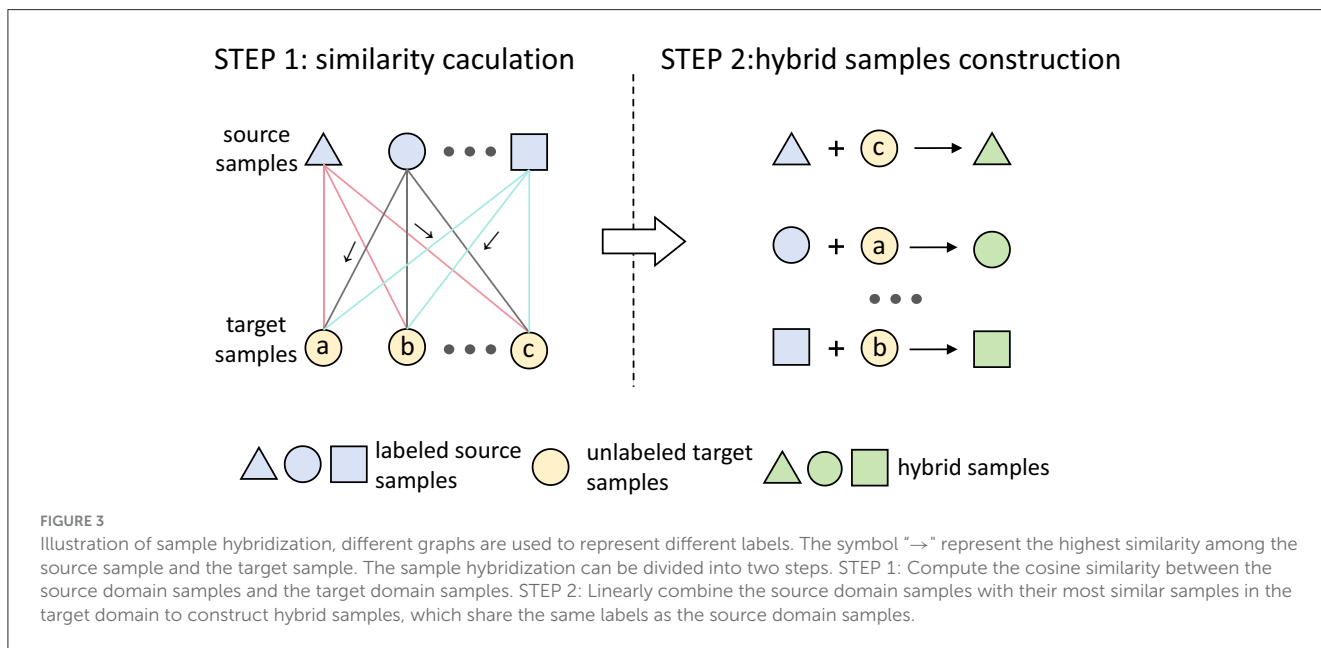 STEP 1: similarity caculation
STEP 2:hybrid samples construction
source
samples
target
samples
a
b
c
+
c
+
a
+
b
labeled source
samples
unlabeled target
samples
hybrid samples
FIGURE 3
Illustration of sample hybridization, different graphs are used to represent different labels. The symbol "→" represent the highest similarity among the
source sample and the target sample. The sample hybridization can be divided into two steps. STEP 1: Compute the cosine similarity between the
source domain samples and the target domain samples. STEP 2: Linearly combine the source domain samples with their most similar samples in the
target domain to construct hybrid samples, which share the same labels as the source domain samples.